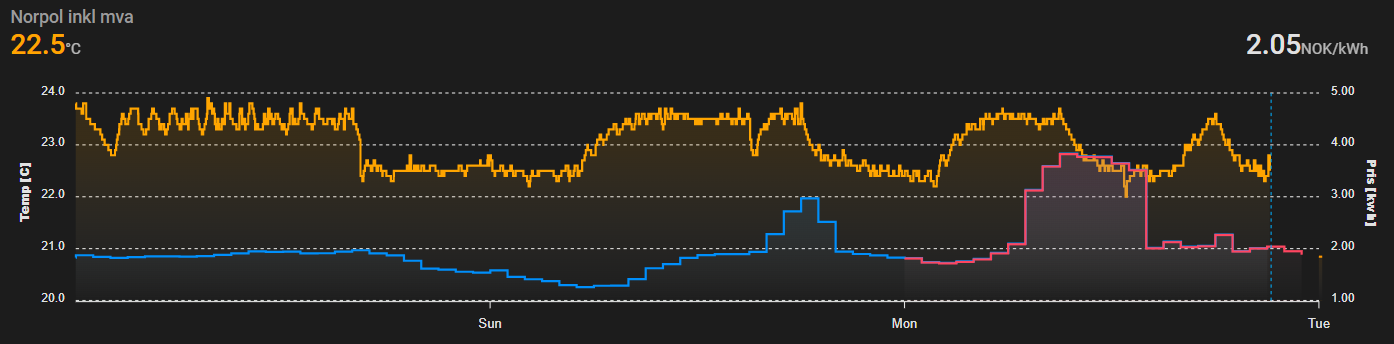 Norpol inkl mva
22.5°C
2.05NOK/kWh
24.0
5.00
23.0
4.00
Temp [C]
22.0
3.00
Pris [kwh]
21.0
2.00
20.0
1.00
Sun
Mon
Tue